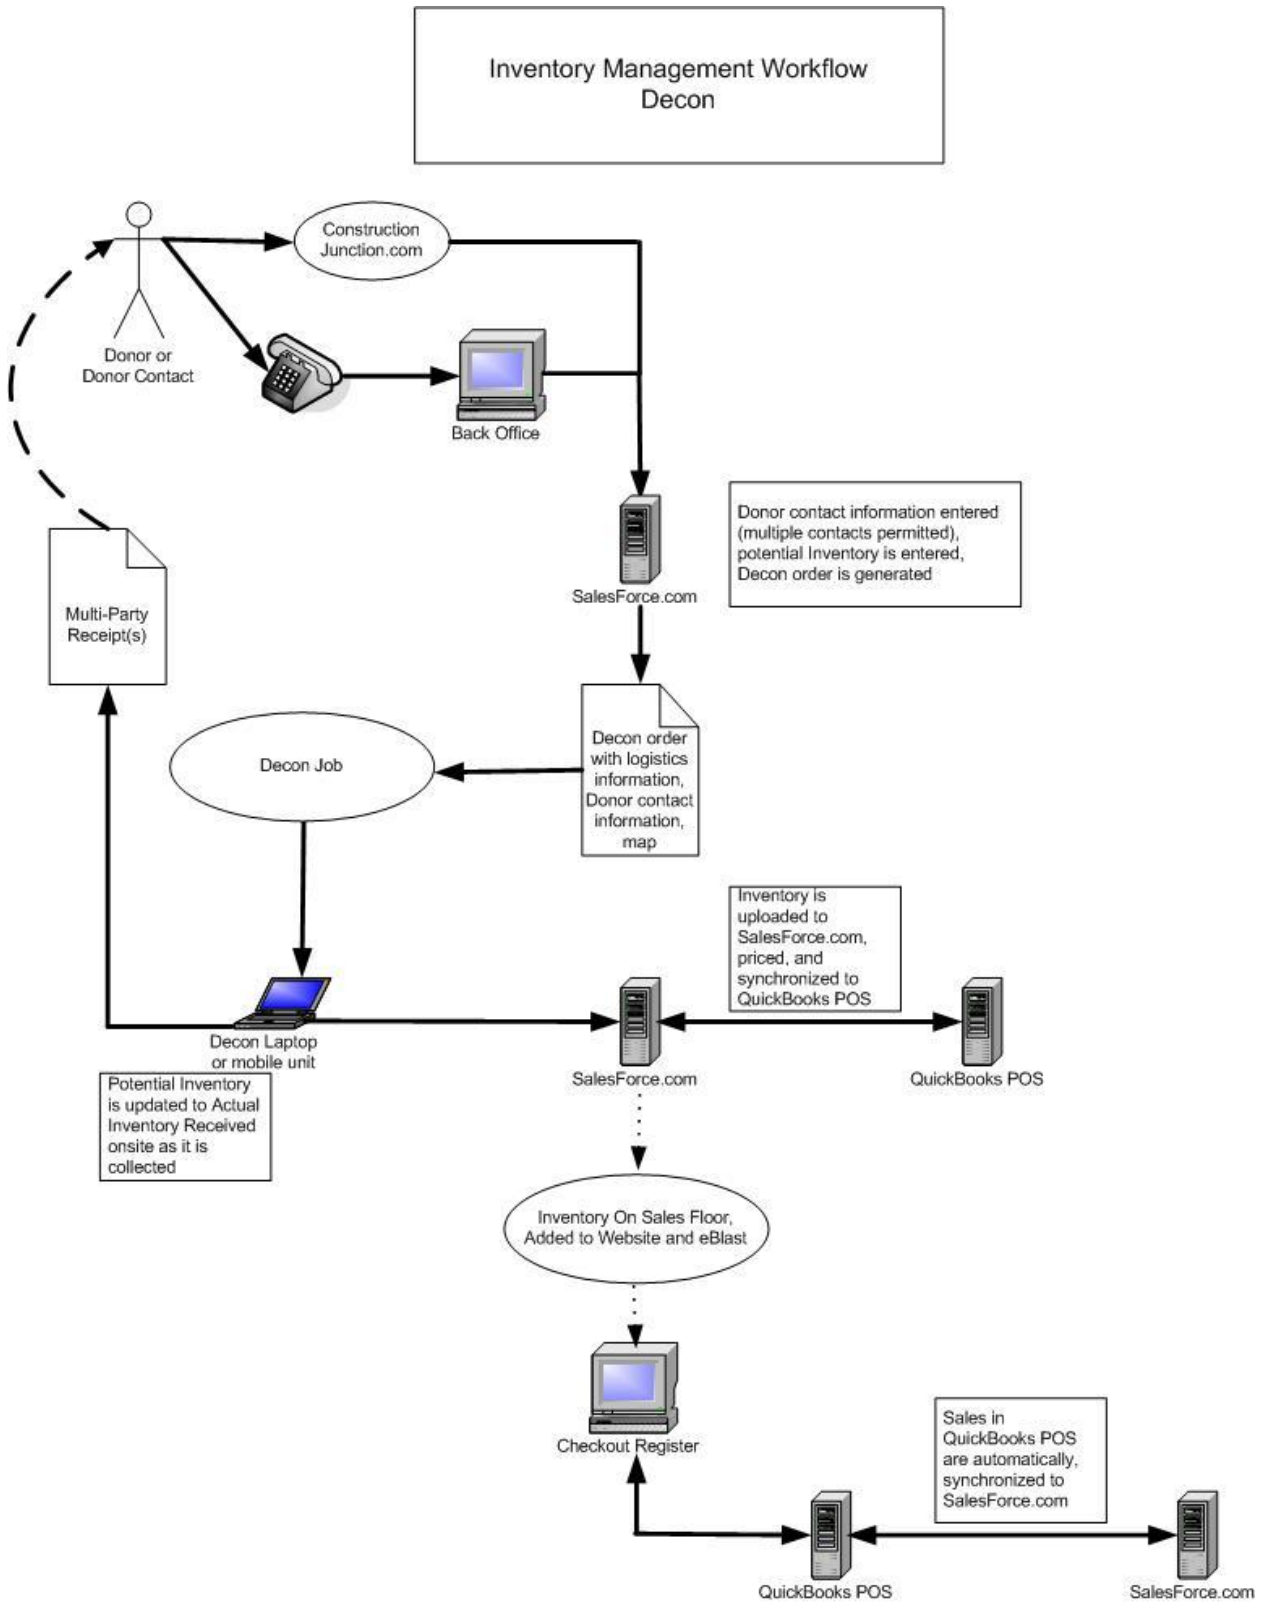 Inventory Management Workflow
Decon
Construction
Junction.com
Donor or
Donor Contact
Back Office
SalesForce.com
Donor contact information entered
(multiple contacts permitted),
potential Inventory is entered,
Decon order is generated
Multi-Party
Receipt(s)
Decon order
with logistics
information,
Donor contact
information,
map
Decon Job
Inventory is
uploaded to
SalesForce.com,
priced, and
synchronized to
QuickBooks POS
Decon Laptop
or mobile unit
SalesForce.com
QuickBooks POS
Potential Inventory
is updated to Actual
Inventory Received
onsite as it is
collected
Inventory On Sales Floor,
Added to Website and eBlast
Checkout Register
Sales in
QuickBooks POS
are automatically,
synchronized to
SalesForce.com
QuickBooks POS
SalesForce.com